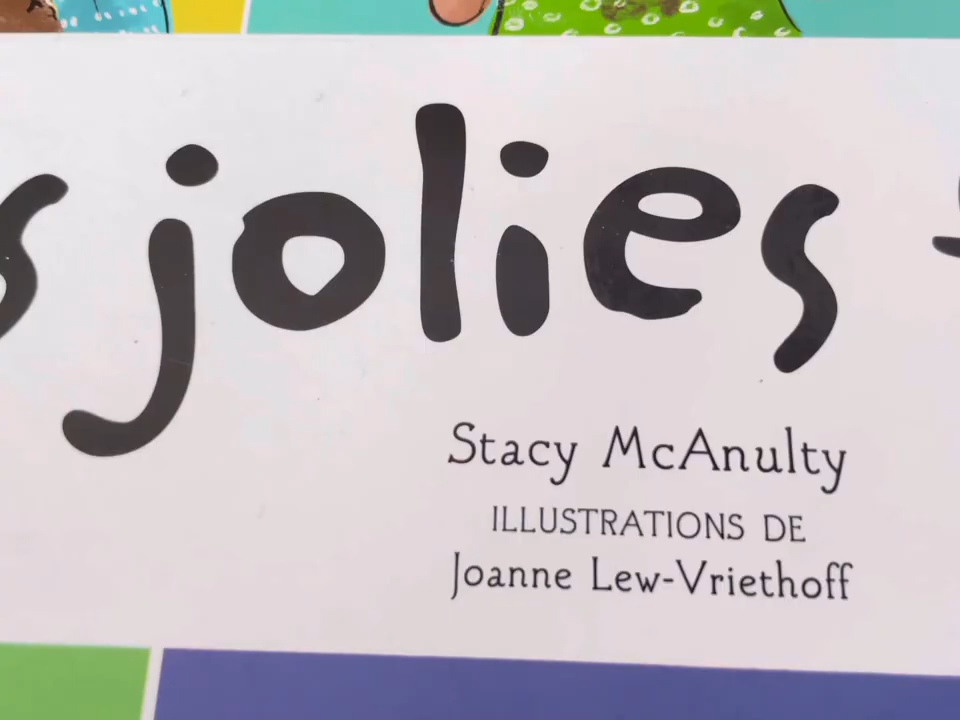 jolies
Stacy McAnulty
ILLUSTRATIONS DE
Joanne Lew-Vriethoff